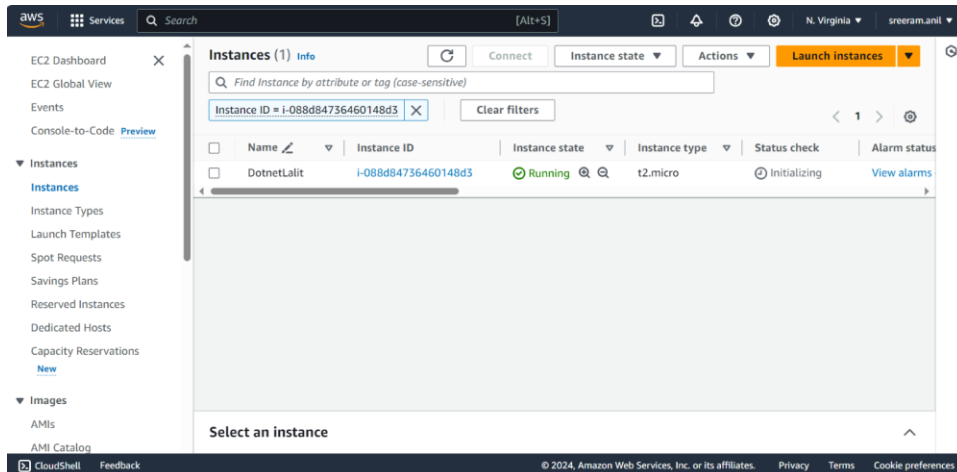 aws Services Search [Alt+S] N. Virginia ▼ sreeram.anil ▼
EC2 Dashboard
EC2 Global View
Events
Console-to-Code Preview
▼ Instances
Instances
Instance Types
Launch Templates
Spot Requests
Savings Plans
Reserved Instances
Dedicated Hosts
Capacity Reservations
New
▼ Images
AMIs
AMI Catalog
Instances (1) Info Connect Instance state ▼ Actions ▼ Launch instances ▼
Find Instance by attribute or tag (case-sensitive)
Instance ID = i-088d84736460148d3 Clear filters
1
Name Instance ID Instance state Instance type Status check Alarm status
DotnetLalit i-088d84736460148d3 Running t2.micro Initializing View alarms
Select an instance
CloudShell Feedback © 2024, Amazon Web Services, Inc. or its affiliates. Privacy Terms Cookie preferences